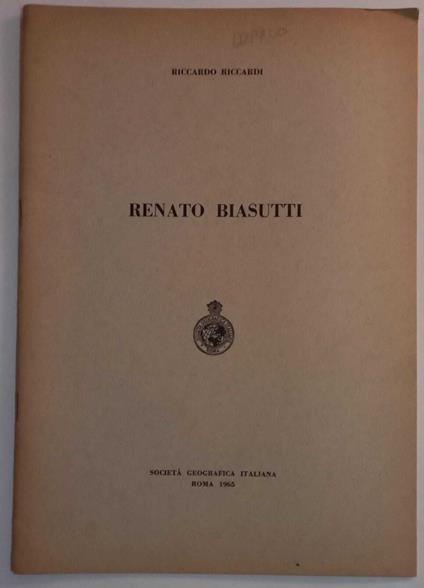 RICCARDO RICCARDI
RENATO BIASUTTI
SOCIETÀ GEOGRAFICA ITALIANA
ROMA 1965